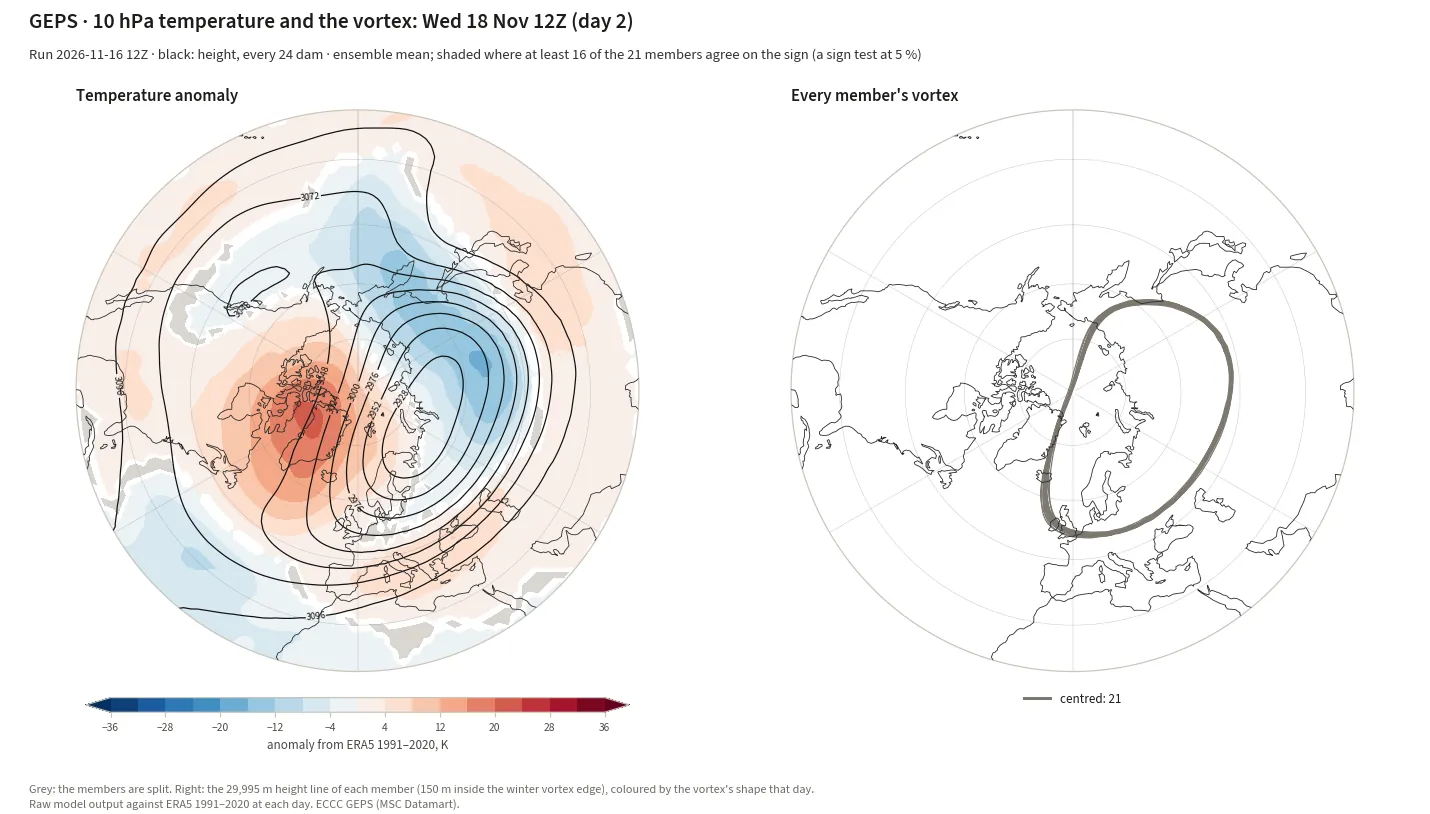 GEPS · 10 hPa temperature and the vortex: Wed 18 Nov 12Z (day 2)
Run 2026-11-16 12Z · black: height, every 24 dam · ensemble mean; shaded where at least 16 of the 21 members agree on the sign (a sign test at 5 %)
Temperature anomaly
Every member's vortex
3072
3096
3000
2976
2928
3096
−36 −28 −20 −12 −4 4 12 20 28 36
anomaly from ERA5 1991–2020, K
centred: 21
Grey: the members are split. Right: the 29,995 m height line of each member (150 m inside the winter vortex edge), coloured by the vortex's shape that day.
Raw model output against ERA5 1991–2020 at each day. ECCC GEPS (MSC Datamart).